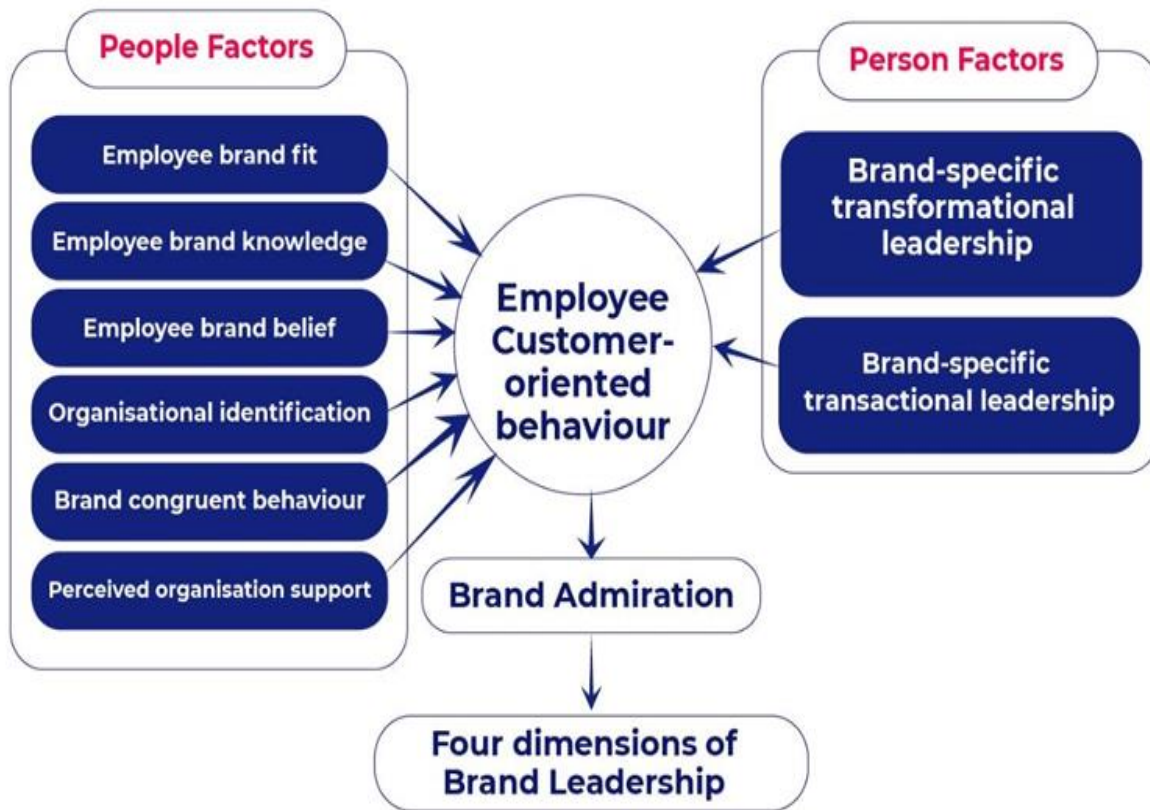 People Factors
Employee brand fit
Employee brand knowledge
Employee brand belief
Organisational identification
Brand congruent behaviour
Perceived organisation support
Employee
Customer-
oriented
behaviour
Person Factors
Brand-specific
transformational
leadership
Brand-specific
transactional leadership
Brand Admiration
Four dimensions of
Brand Leadership